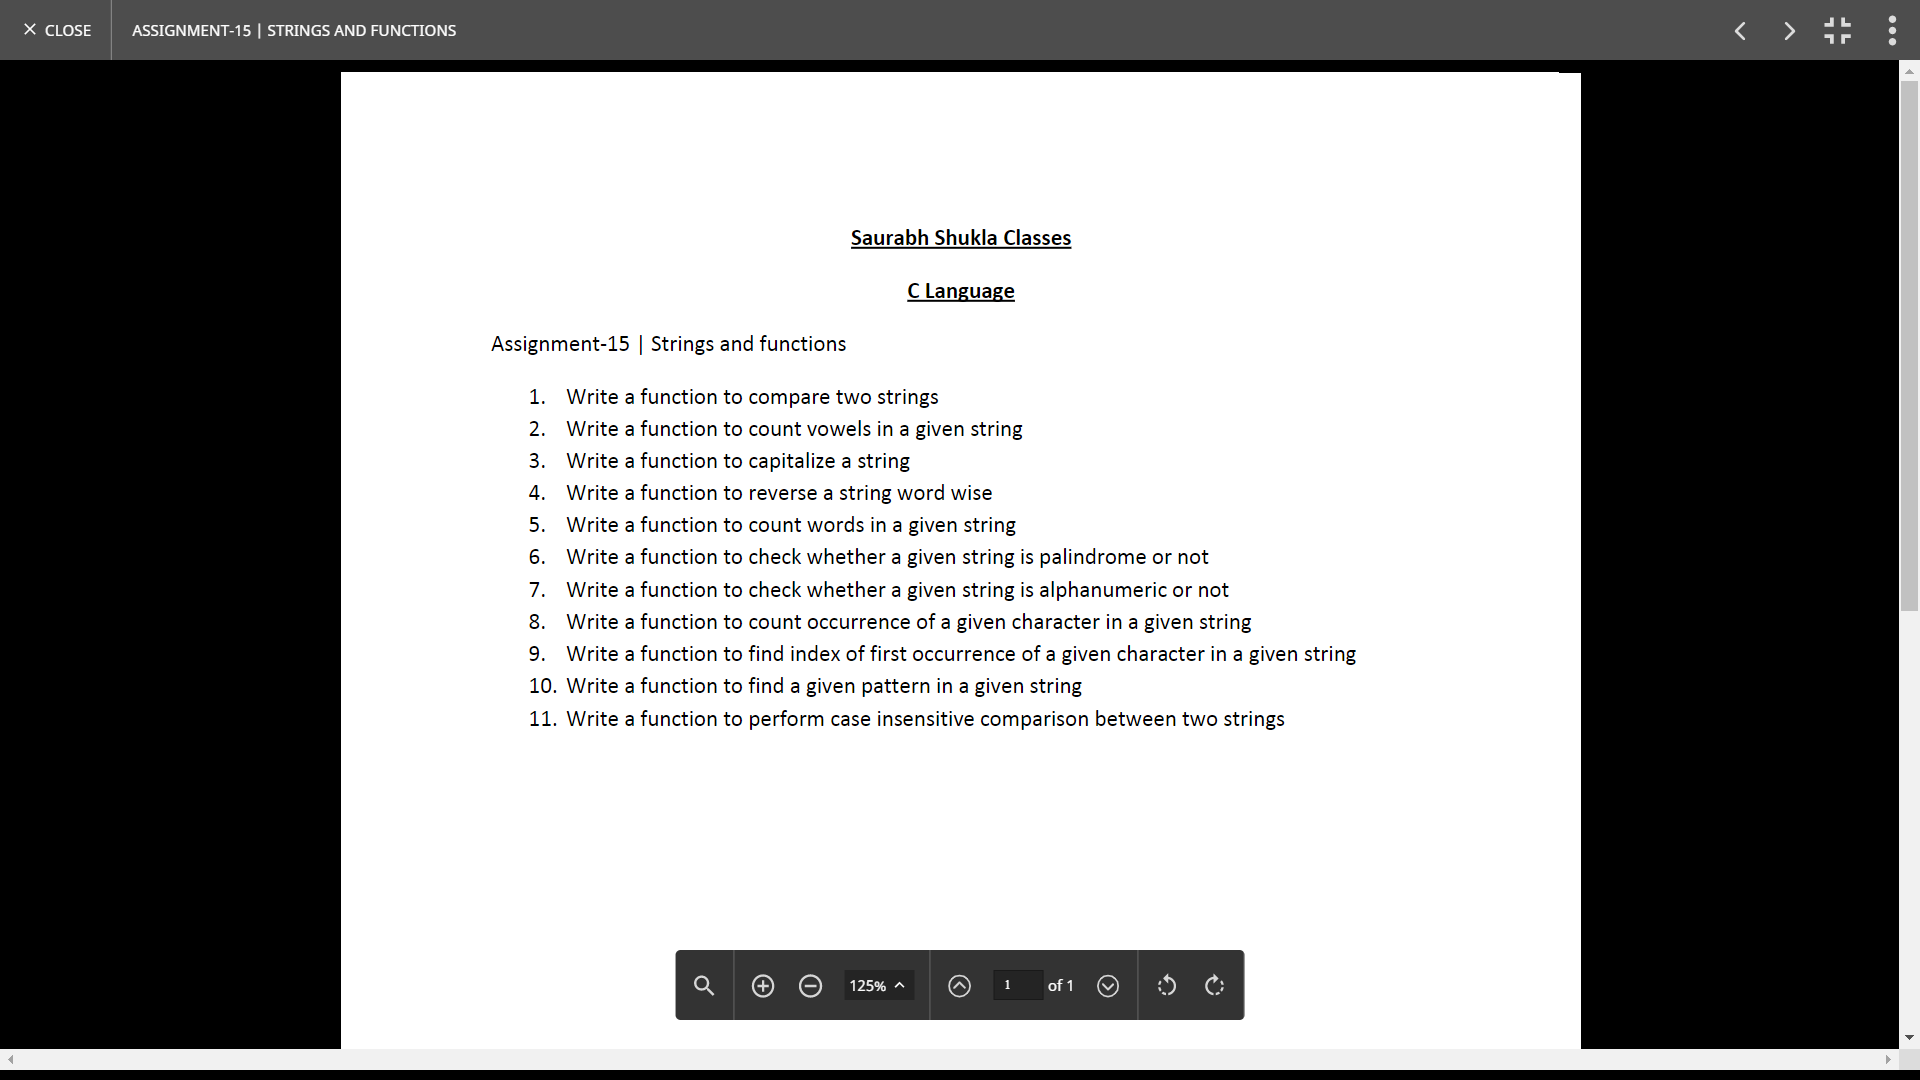 CLOSE ASSIGNMENT-15 | STRINGS AND FUNCTIONS
Saurabh Shukla Classes
C Language
Assignment-15 | Strings and functions
1. Write a function to compare two strings
2. Write a function to count vowels in a given string
3. Write a function to capitalize a string
4. Write a function to reverse a string word wise
5. Write a function to count words in a given string
6. Write a function to check whether a given string is palindrome or not
7. Write a function to check whether a given string is alphanumeric or not
8. Write a function to count occurrence of a given character in a given string
9. Write a function to find index of first occurrence of a given character in a given string
10. Write a function to find a given pattern in a given string
11. Write a function to perform case insensitive comparison between two strings
125% 1 of 1